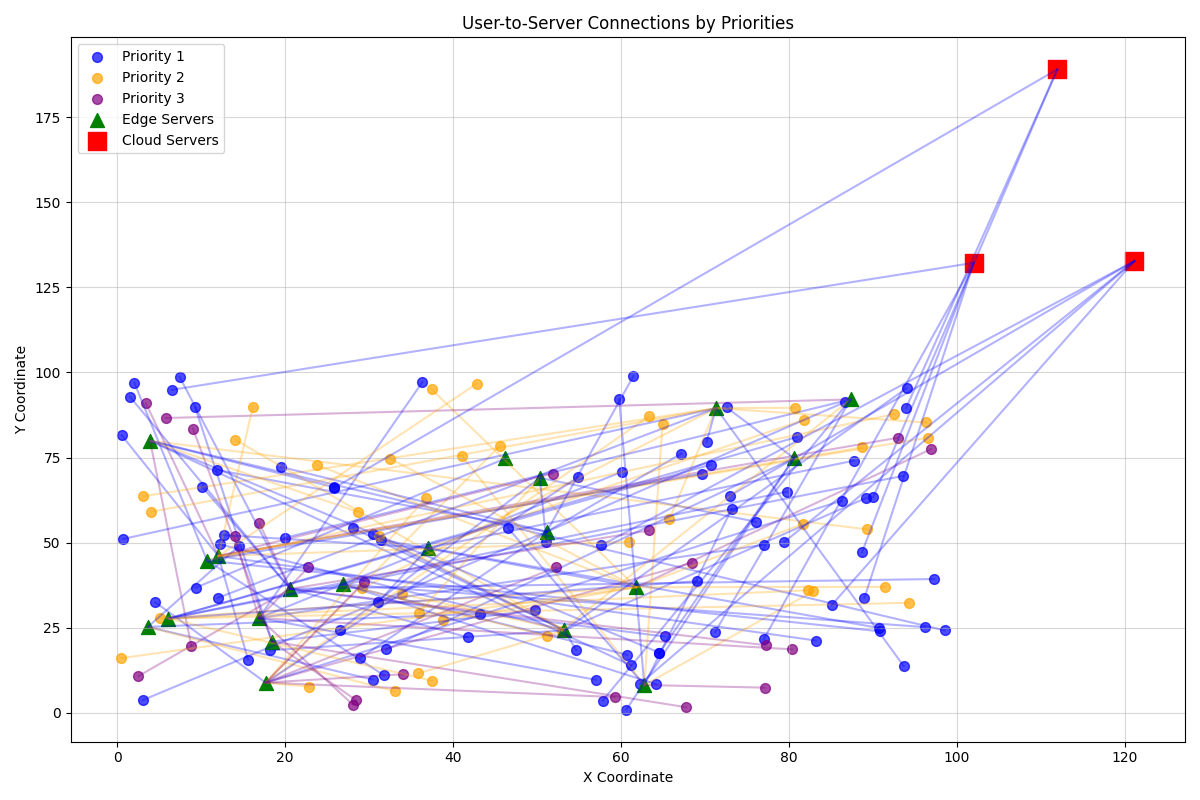 User-to-Server Connections by Priorities
Priority 1
Priority 2
Priority 3
Edge Servers
Cloud Servers
175
150
125
100
75
50
25
0
Y Coordinate
0 20 40 60 80 100 120
X Coordinate